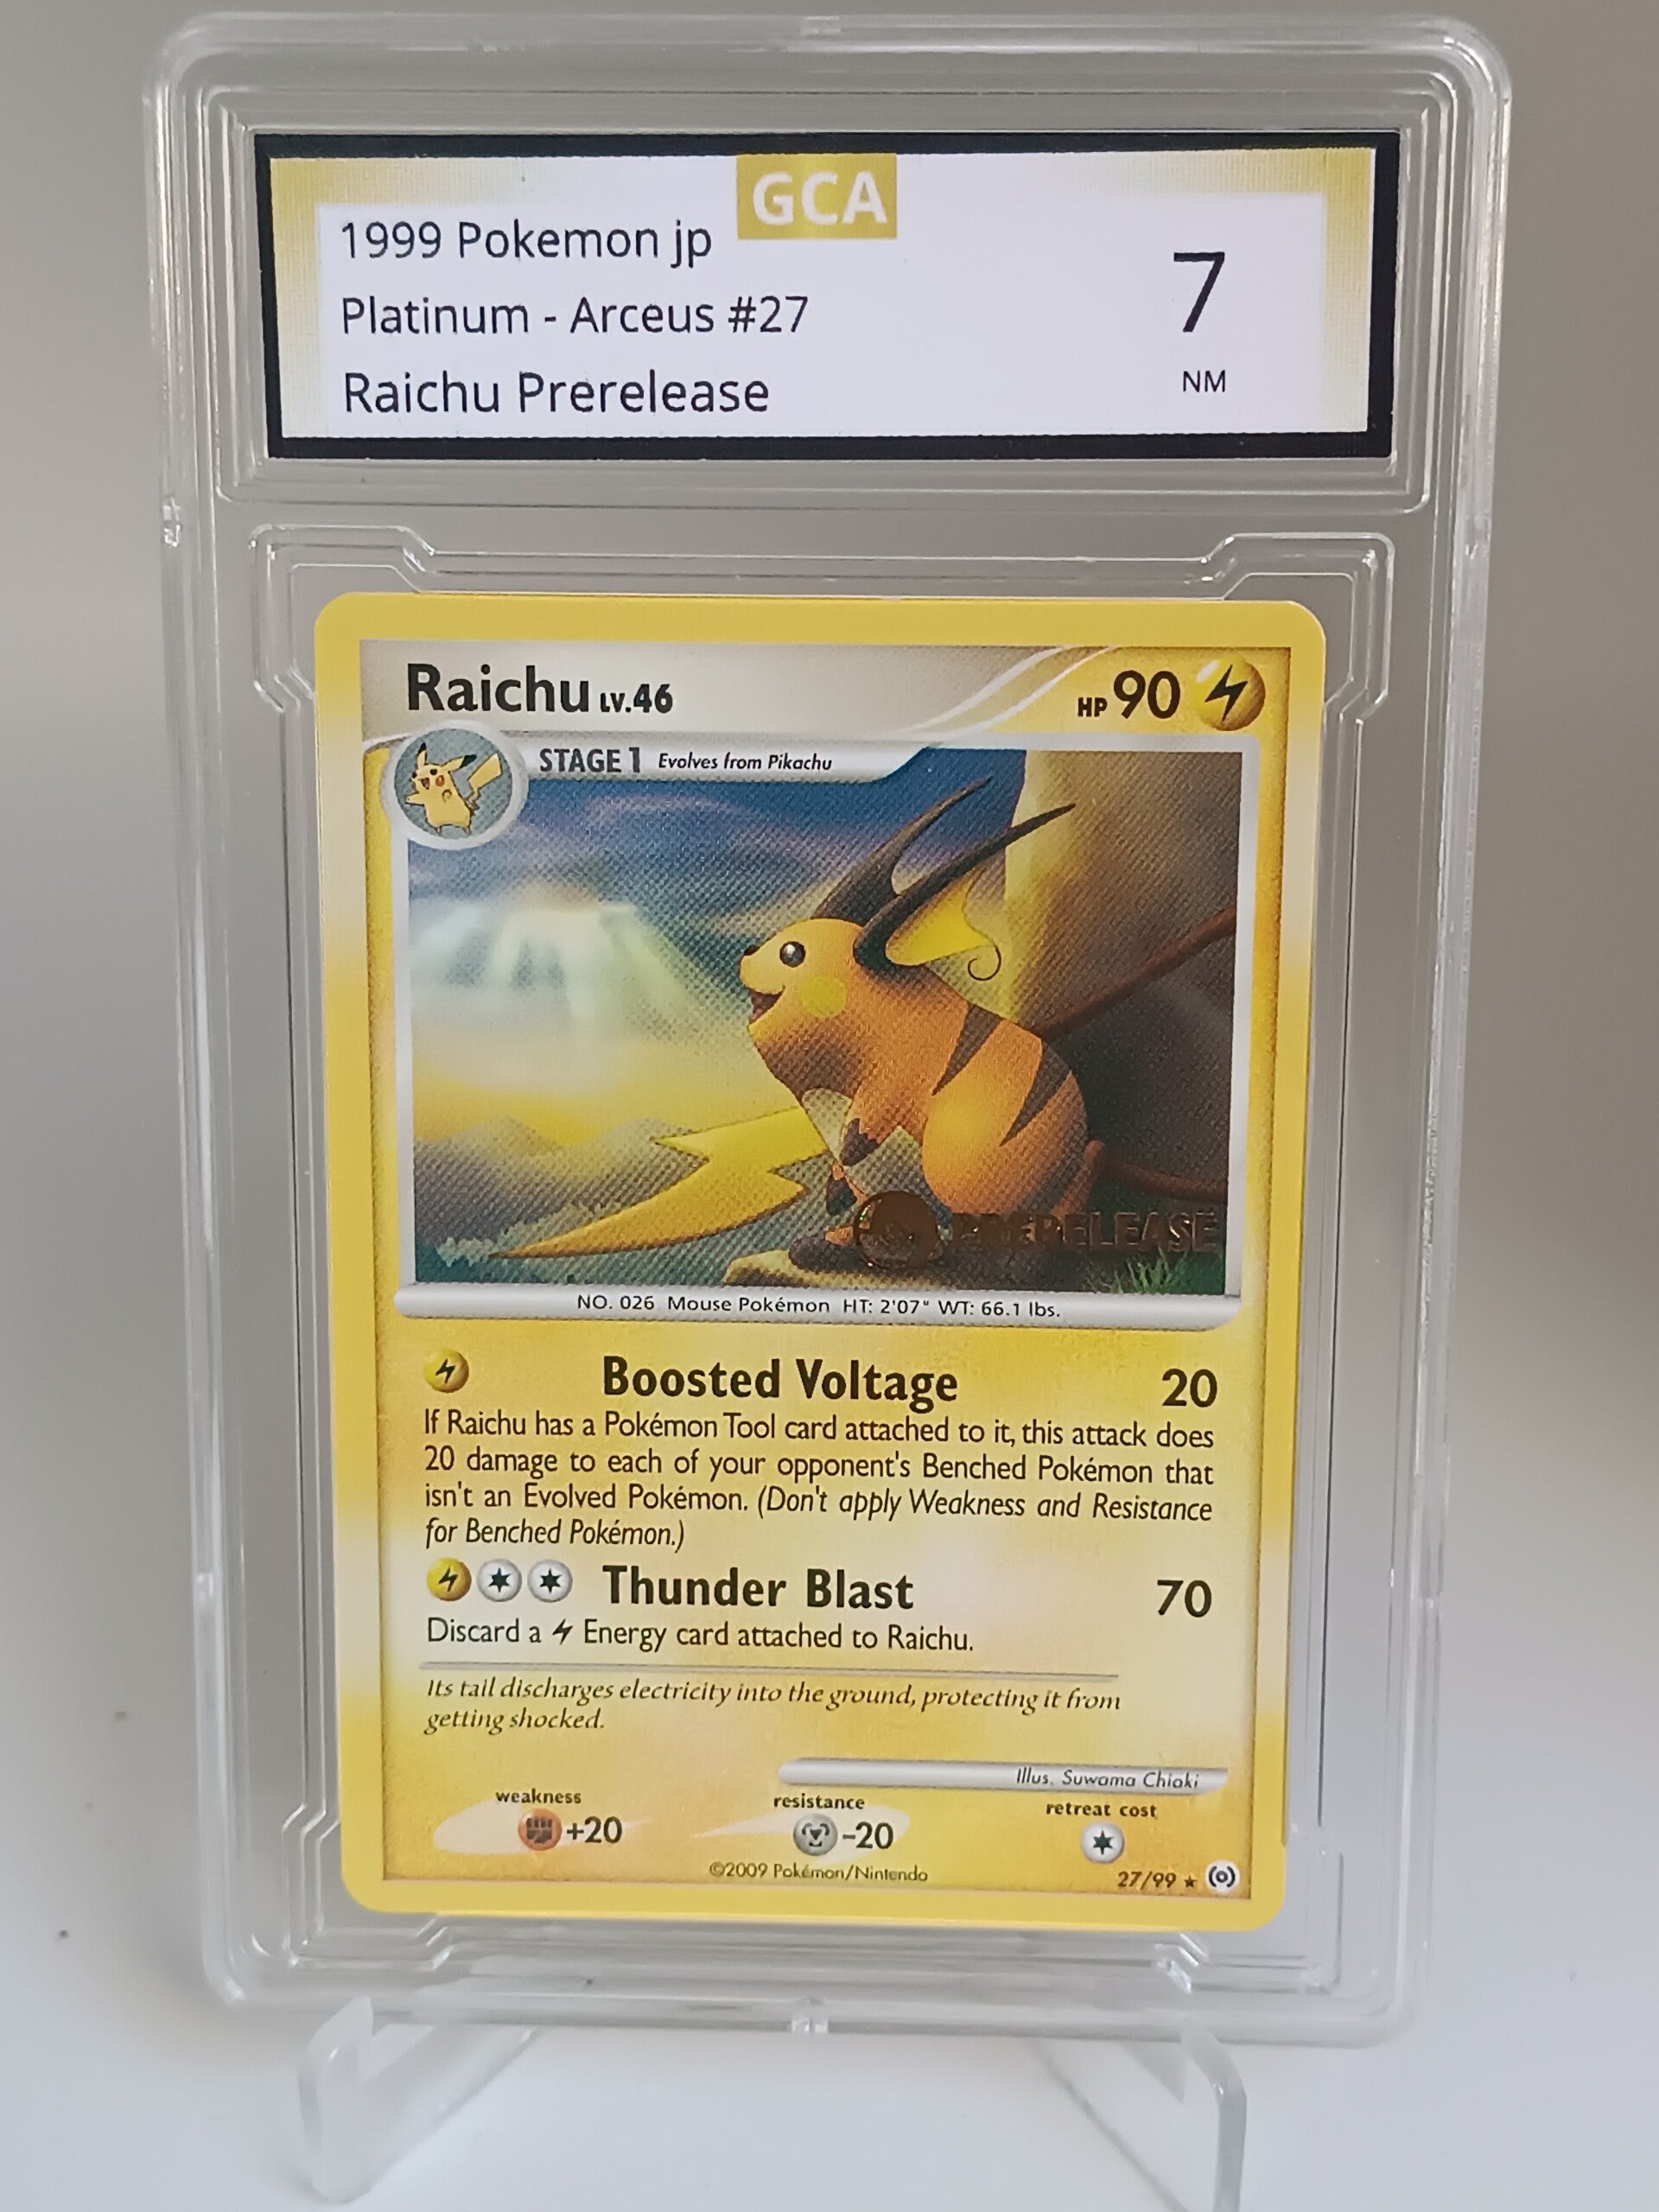 GCA
1999 Pokemon jp
Platinum - Arceus #27
Raichu Prerelease
7
NM
Raichu LV.46
HP 90
STAGE 1 Evolves from Pikachu
PRERELEASE
NO. 026 Mouse Pokémon HT: 2'07" WT: 66.1 lbs.
Boosted Voltage 20
If Raichu has a Pokémon Tool card attached to it, this attack does
20 damage to each of your opponent's Benched Pokémon that
isn't an Evolved Pokémon. (Don't apply Weakness and Resistance
for Benched Pokémon.)
Thunder Blast 70
Discard a Energy card attached to Raichu.
Its tail discharges electricity into the ground, protecting it from
getting shocked.
Illus. Suwama Chiaki
weakness resistance retreat cost
+20 -20
©2009 Pokémon/Nintendo
27/99 ★